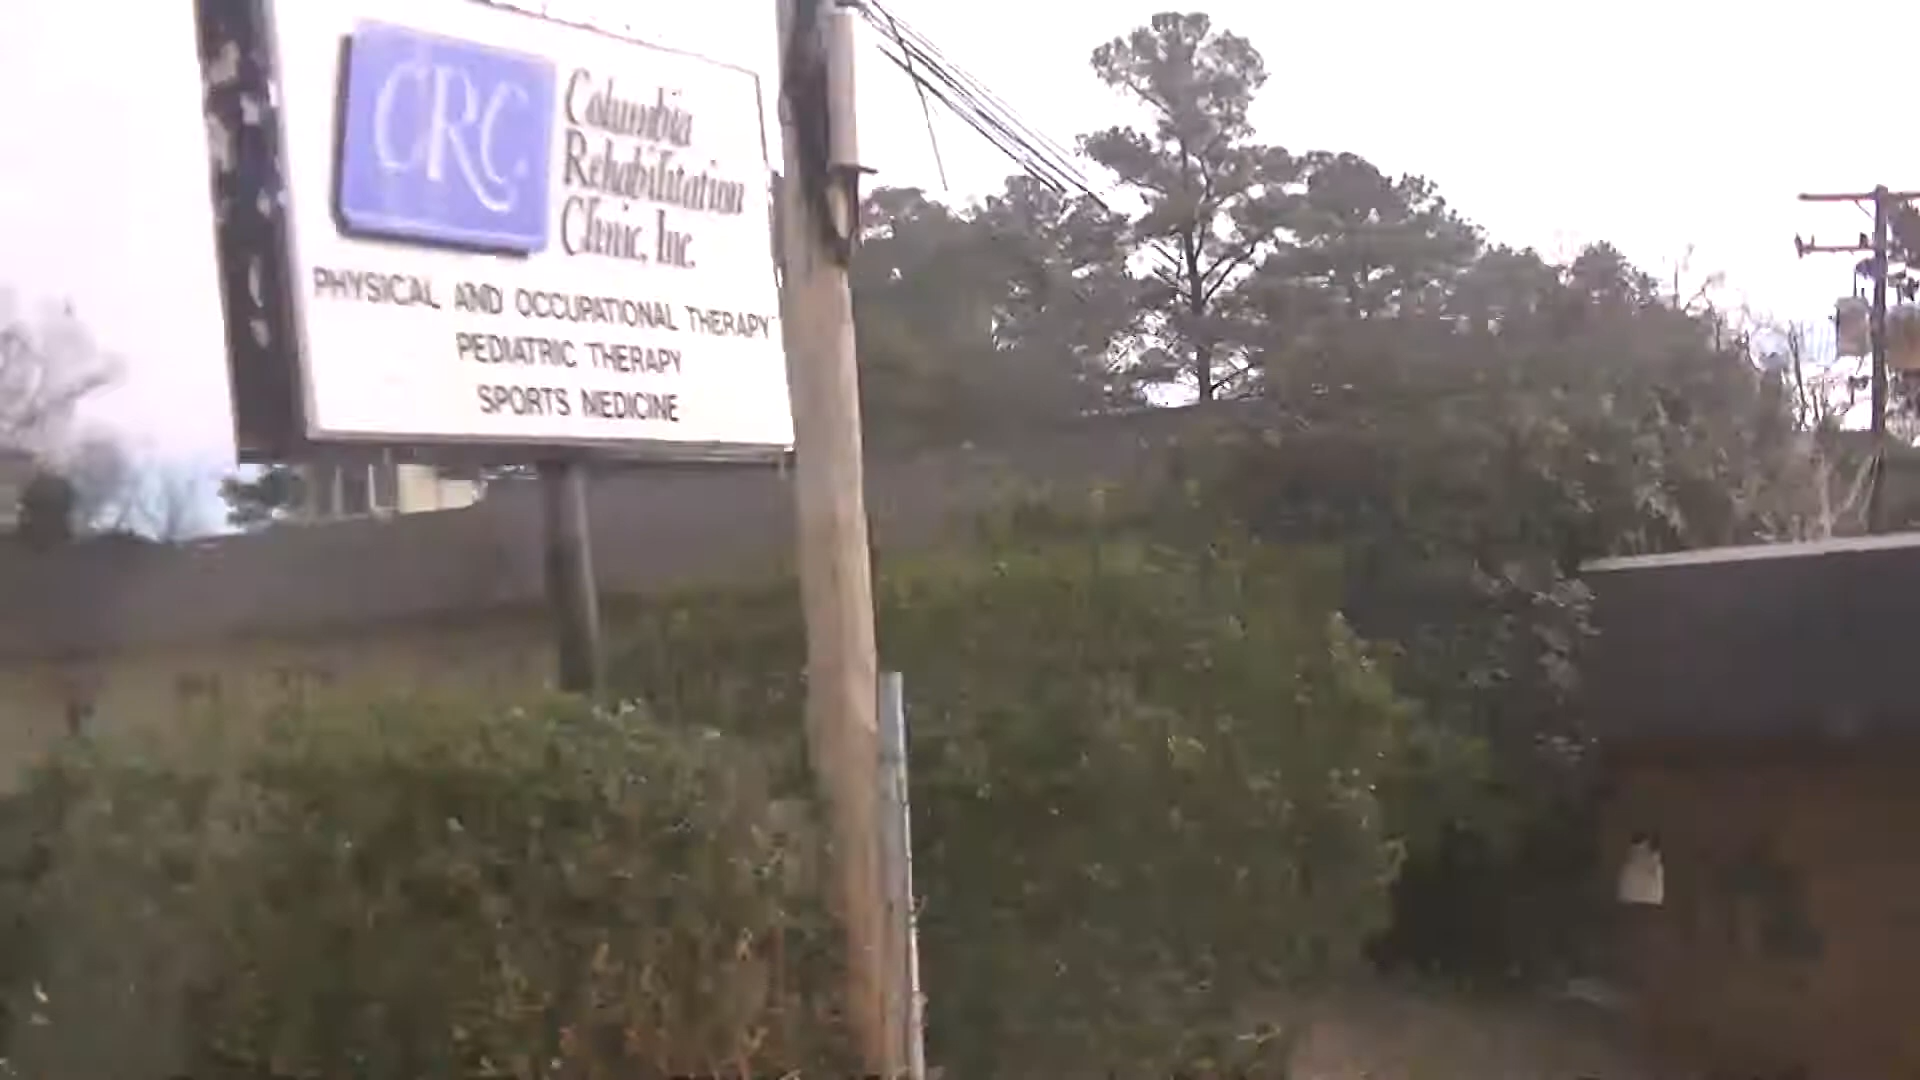 CRC
Columbia
Rehabilitation
Clinic, Inc.
PHYSICAL AND OCCUPATIONAL THERAPY
PEDIATRIC THERAPY
SPORTS MEDICINE